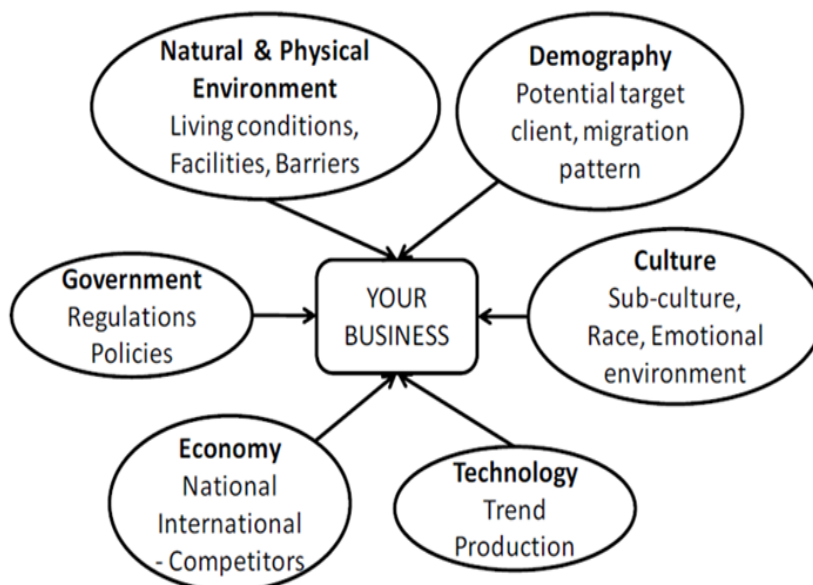 Natural & Physical
Environment
Living conditions,
Facilities, Barriers
Demography
Potential target
client, migration
pattern
Government
Regulations
Policies
YOUR
BUSINESS
Culture
Sub-culture,
Race, Emotional
environment
Economy
National
International
- Competitors
Technology
Trend
Production